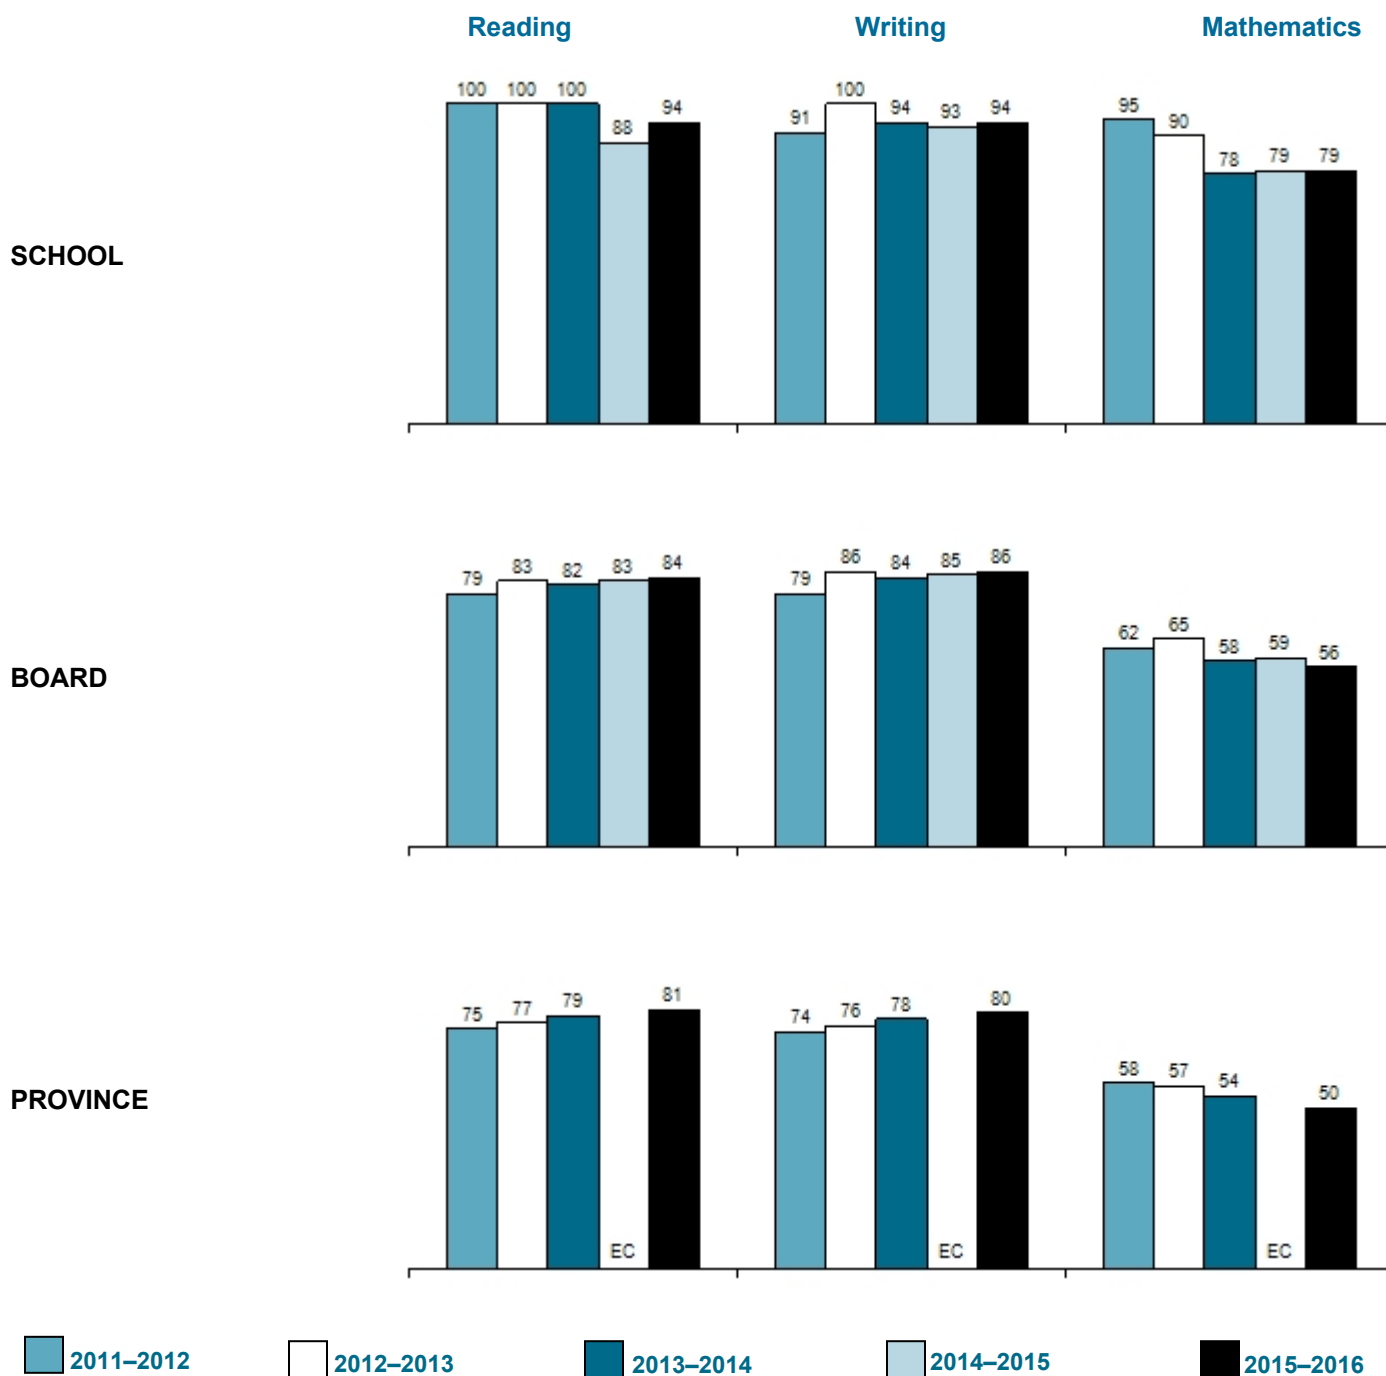 Reading Writing Mathematics
100 100 100 88 94 91 100 94 93 94 95 90 78 79 79
SCHOOL
79 83 82 83 84 79 86 84 85 86 62 65 58 59 56
BOARD
75 77 79 EC 81 74 76 78 EC 80 58 57 54 EC 50
PROVINCE
2011–2012 2012–2013 2013–2014 2014–2015 2015–2016